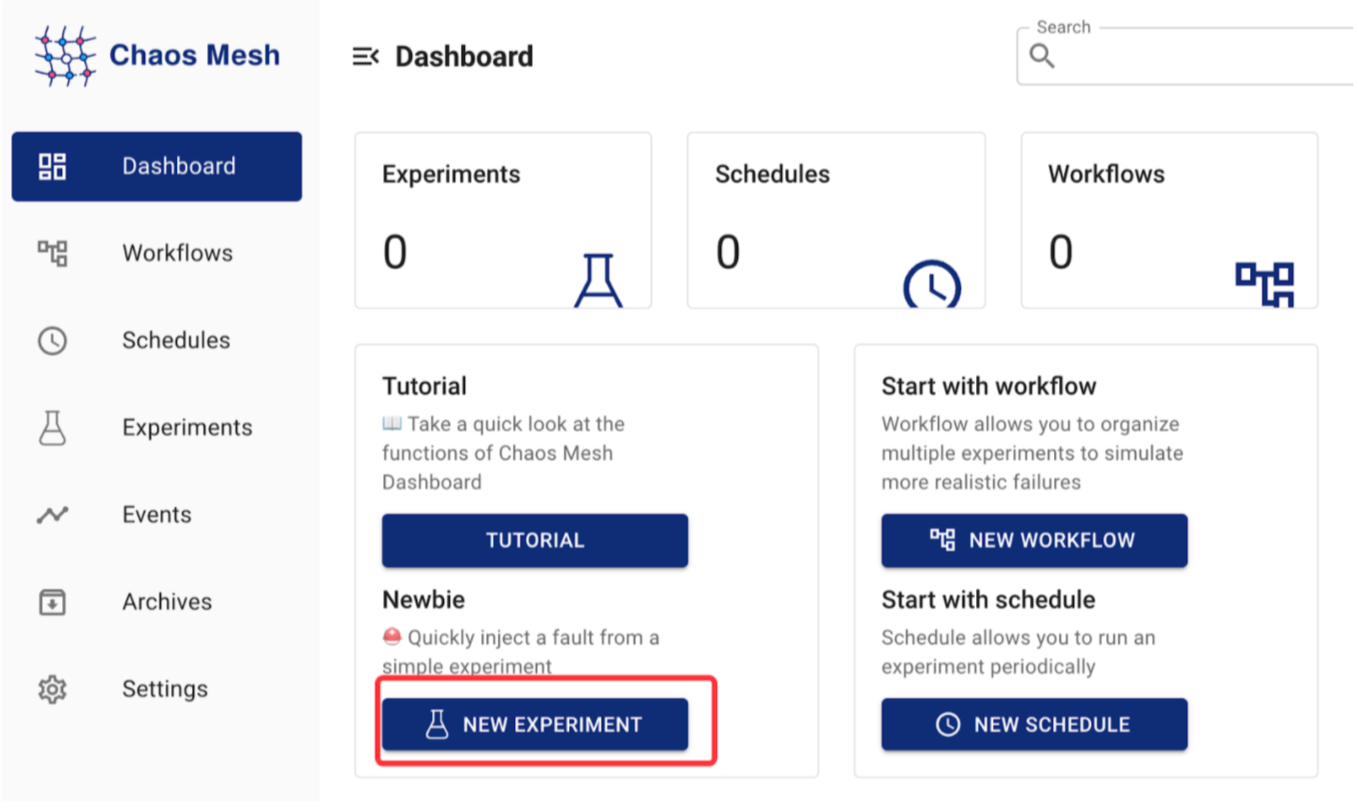 Chaos Mesh
Dashboard
Search
Dashboard
Workflows
Schedules
Experiments
Events
Archives
Settings
Experiments
0
Schedules
0
Workflows
0
Tutorial
📖 Take a quick look at the
functions of Chaos Mesh
Dashboard
TUTORIAL
Newbie
⛑️ Quickly inject a fault from a
simple experiment
NEW EXPERIMENT
Start with workflow
Workflow allows you to organize
multiple experiments to simulate
more realistic failures
NEW WORKFLOW
Start with schedule
Schedule allows you to run an
experiment periodically
NEW SCHEDULE